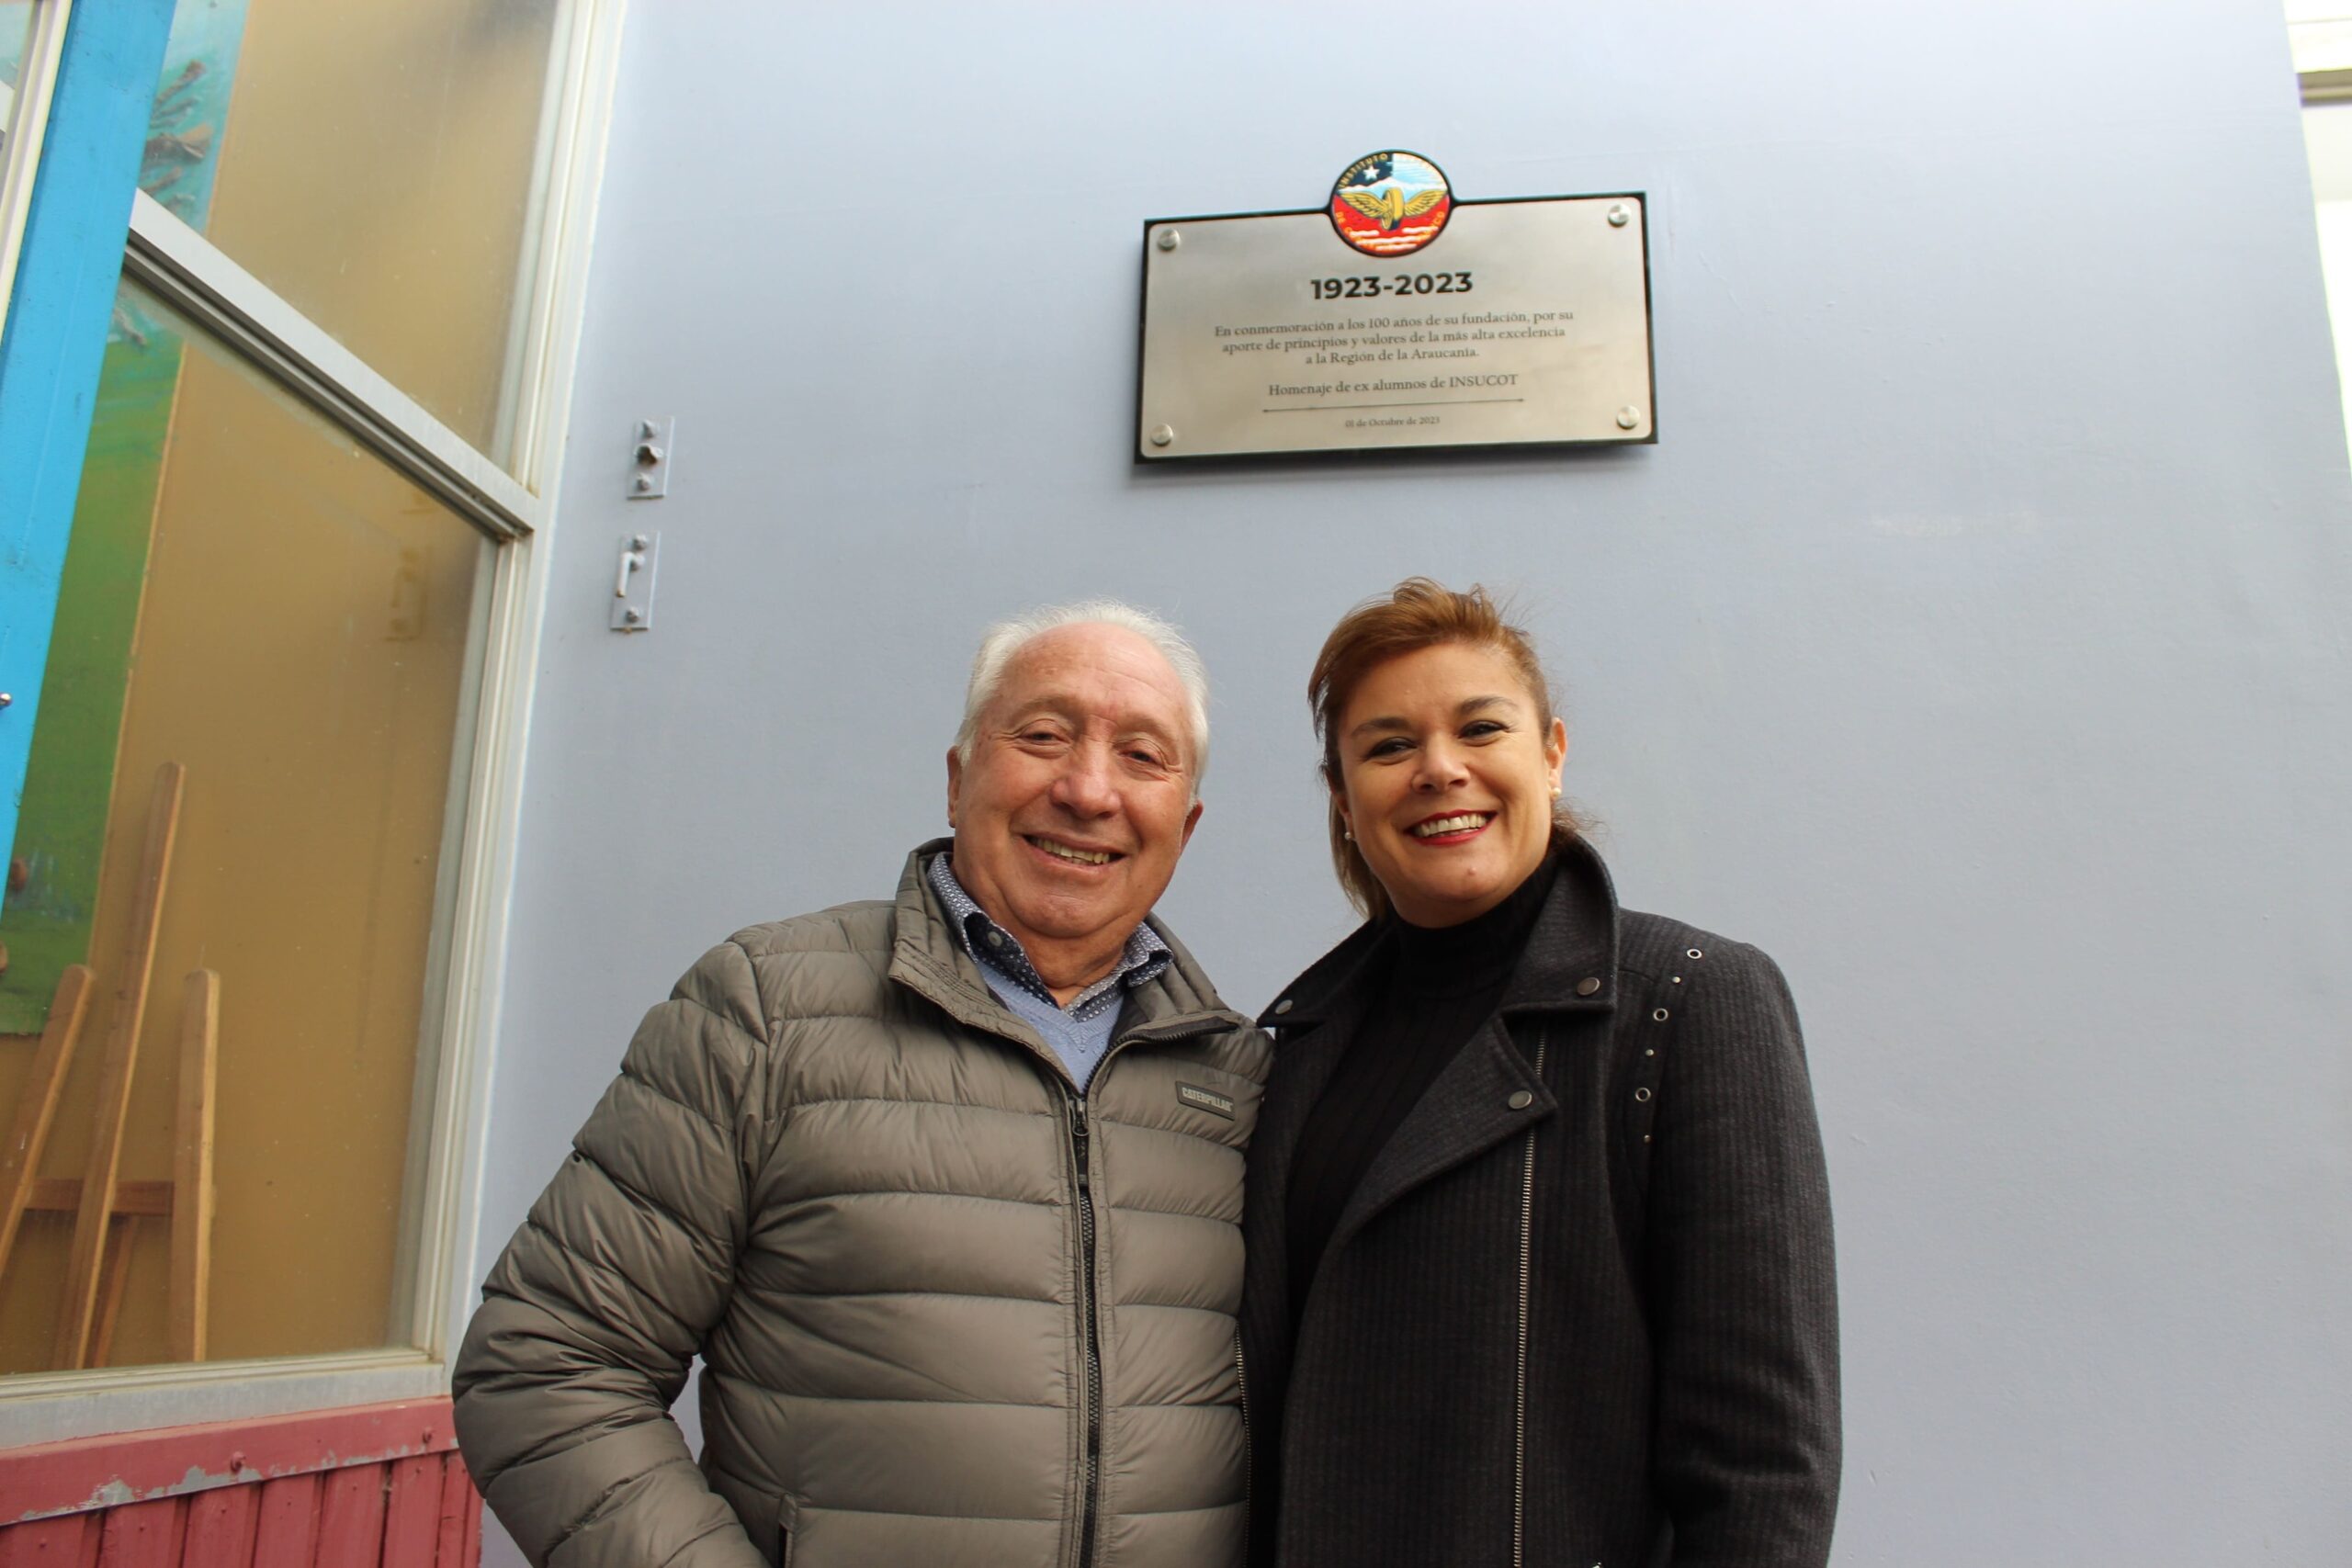 INSTITUTO
1923-2023
En conmemoración a los 100 años de su fundación, por su
aporte de principios y valores de la más alta excelencia
a la Región de la Araucanía.
Homenaje de ex alumnos de INSUCOT
01 de Octubre de 2023
CATERPILLAR